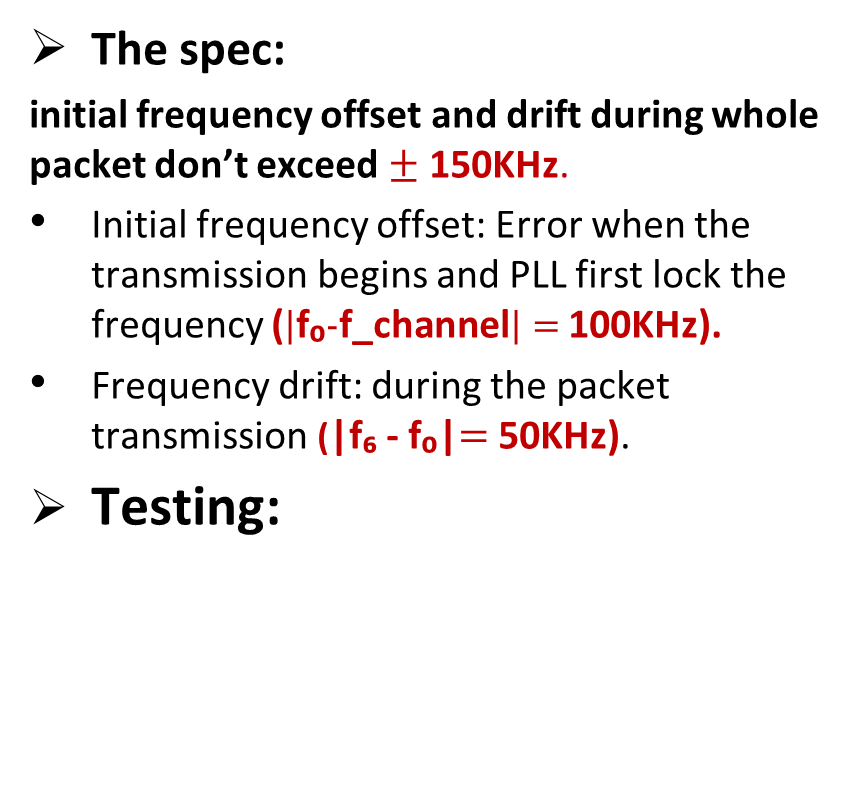 ➢ The spec:
initial frequency offset and drift during whole
packet don’t exceed ± 150KHz.
• Initial frequency offset: Error when the
transmission begins and PLL first lock the
frequency (|f₀-f_channel| = 100KHz).
• Frequency drift: during the packet
transmission (|f₆ - f₀|= 50KHz).
➢ Testing: